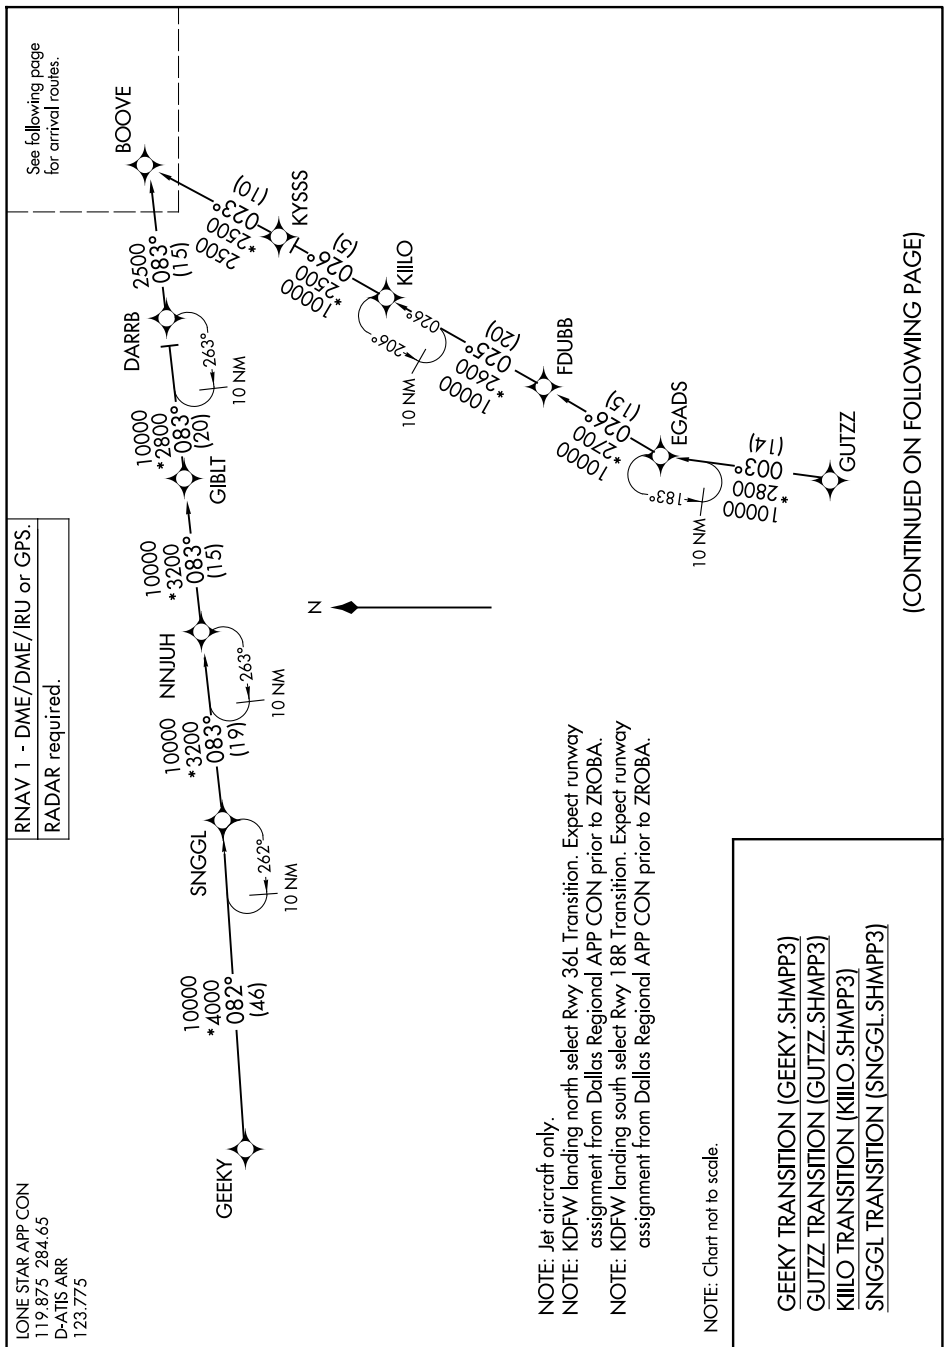 LONE STAR APP CON
119.875 284.65
D-ATIS ARR
123.775
RNAV 1 - DME/DME/IRU or GPS.
RADAR required.
See following page
for arrival routes.
GEEKY
10000
*4000
082°
(46)
SNGGL
262°
10 NM
10000
*3200
083°
(19)
NNJUH
263°
10 NM
10000
*3200
083°
(15)
GIBLT
10000
*2800
083°
(20)
DARRB
263°
10 NM
2500
083°
(15)
BOOVE
2500
*2500
023°
(10)
KYSSS
10000
*2500
026°
(5)
KIILO
206°
026°
10 NM
10000
*2600
025°
(20)
FDUBB
10000
*2700
026°
(15)
EGADS
183°
10 NM
10000
*2800
003°
(14)
GUTZZ
N
NOTE: Jet aircraft only.
NOTE: KDFW landing north select Rwy 36L Transition. Expect runway
assignment from Dallas Regional APP CON prior to ZROBA.
NOTE: KDFW landing south select Rwy 18R Transition. Expect runway
assignment from Dallas Regional APP CON prior to ZROBA.
NOTE: Chart not to scale.
(CONTINUED ON FOLLOWING PAGE)
GEEKY TRANSITION (GEEKY.SHMPP3)
GUTZZ TRANSITION (GUTZZ.SHMPP3)
KIILO TRANSITION (KIILO.SHMPP3)
SNGGL TRANSITION (SNGGL.SHMPP3)